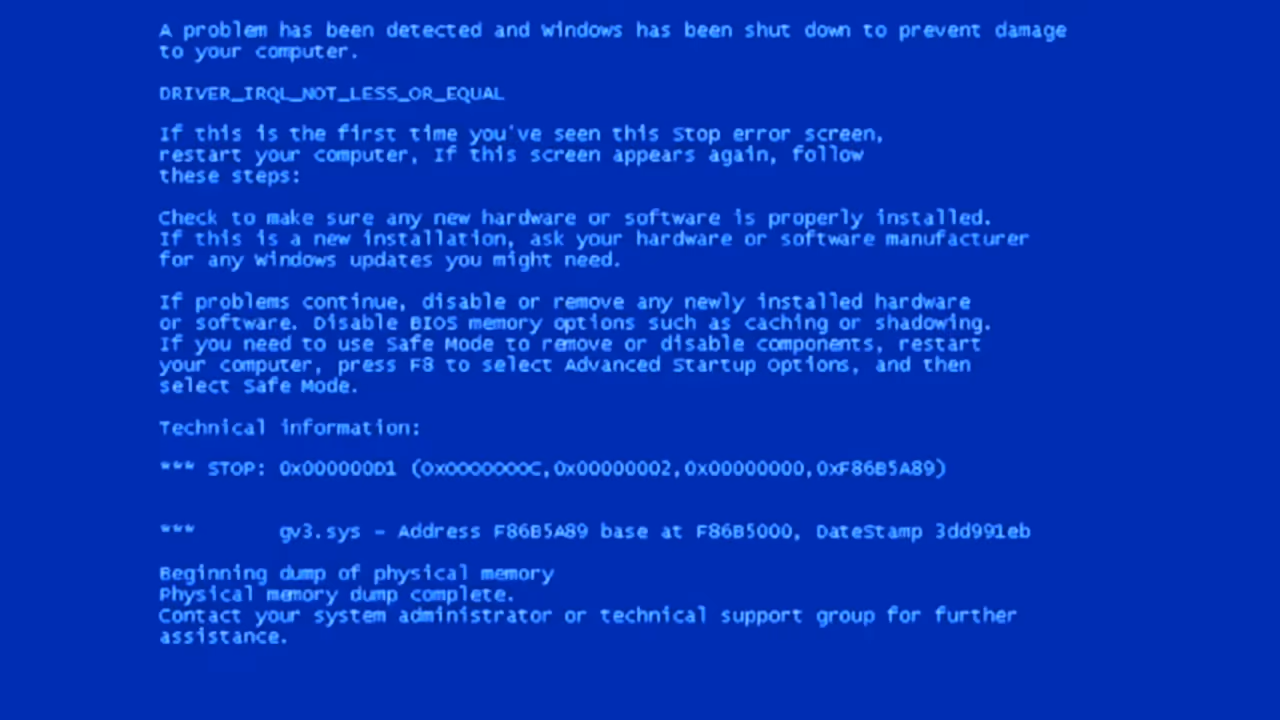 A problem has been detected and Windows has been shut down to prevent damage
to your computer.
DRIVER_IRQL_NOT_LESS_OR_EQUAL
If this is the first time you've seen this Stop error screen,
restart your computer, If this screen appears again, follow
these steps:
Check to make sure any new hardware or software is properly installed.
If this is a new installation, ask your hardware or software manufacturer
for any Windows updates you might need.
If problems continue, disable or remove any newly installed hardware
or software. Disable BIOS memory options such as caching or shadowing.
If you need to use Safe Mode to remove or disable components, restart
your computer, press F8 to select Advanced Startup Options, and then
select Safe Mode.
Technical information:
*** STOP: 0x000000D1 (0x0000000C,0x00000002,0x00000000,0xF86B5A89)
*** gv3.sys - Address F86B5A89 base at F86B5000, DateStamp 3dd991eb
Beginning dump of physical memory
Physical memory dump complete.
Contact your system administrator or technical support group for further
assistance.